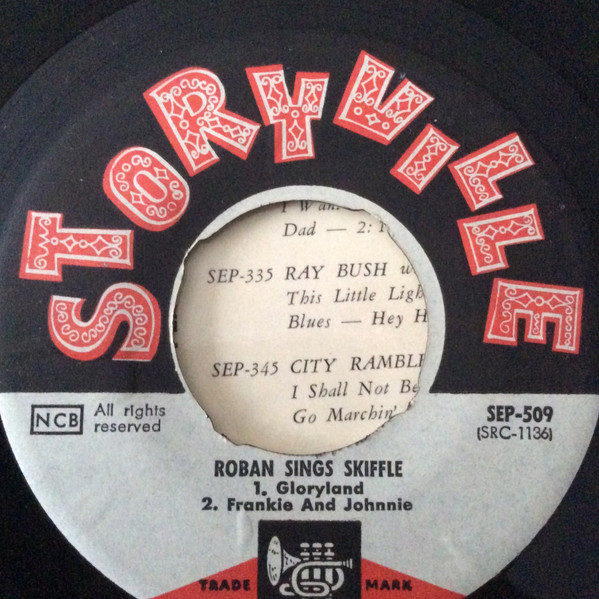 STORYVILLE
Dad — 2:
SEP-335 RAY BUSH
This Little
Blues — Hey
SEP-345 CITY
I Shall Not
Go Marchin'
NCB
All rights
reserved
SEP-509
(SRC-1136)
ROBAN SINGS SKIFFLE
1. Gloryland
2. Frankie And Johnnie
TRADE MARK